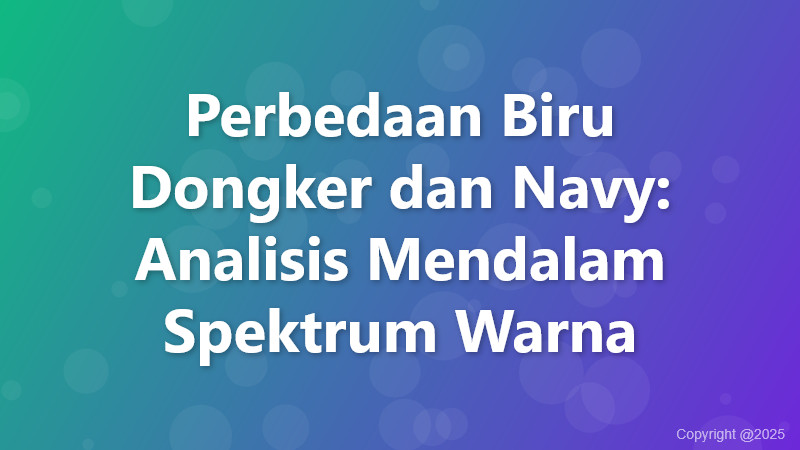 Perbedaan Biru
Dongker dan Navy:
Analisis Mendalam
Spektrum Warna
Copyright @2025